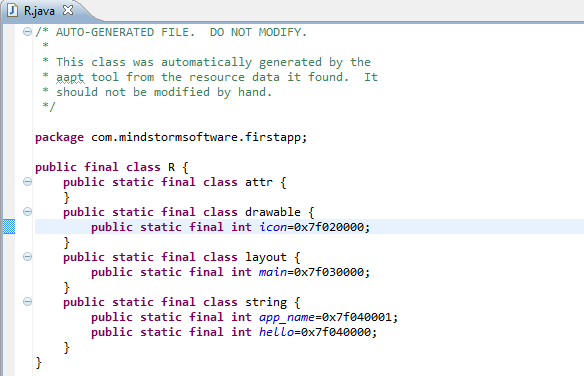 R.java
/* AUTO-GENERATED FILE.  DO NOT MODIFY.
 *
 * This class was automatically generated by the
 * aapt tool from the resource data it found.  It
 * should not be modified by hand.
 */
package com.mindstormsoftware.firstapp;
public final class R {
    public static final class attr {
    }
    public static final class drawable {
        public static final int icon=0x7f020000;
    }
    public static final class layout {
        public static final int main=0x7f030000;
    }
    public static final class string {
        public static final int app_name=0x7f040001;
        public static final int hello=0x7f040000;
    }
}